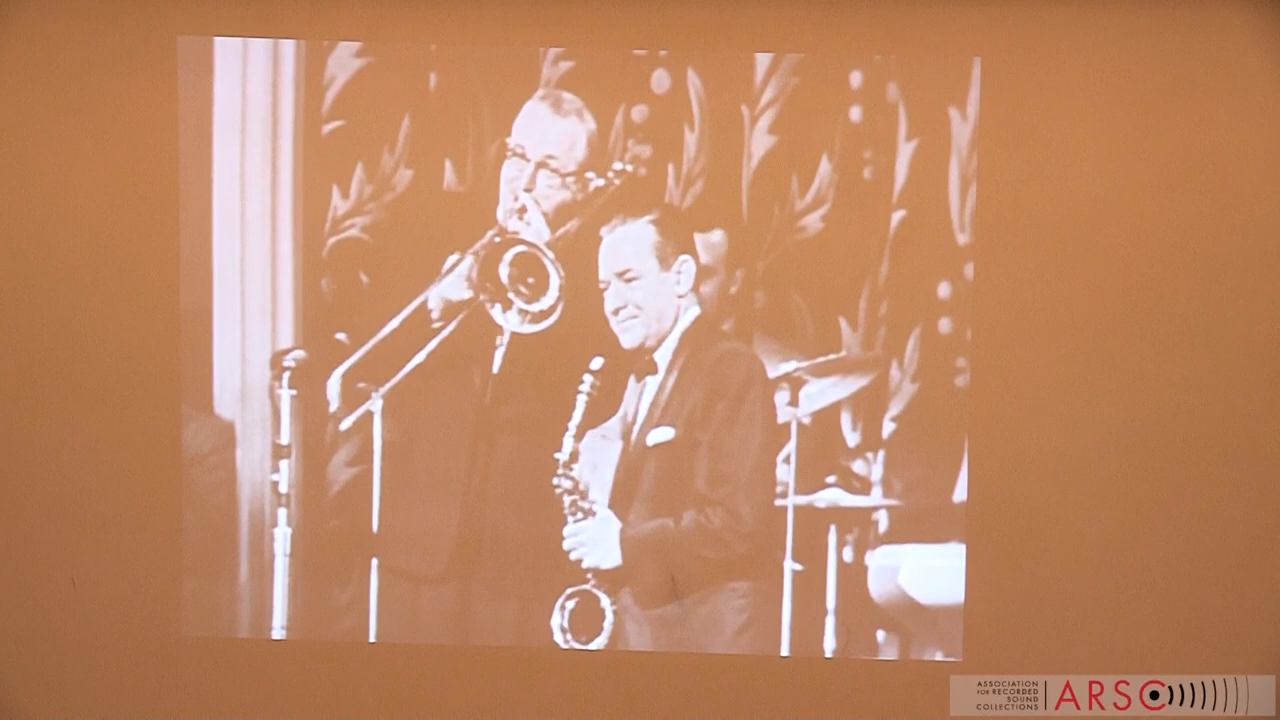 ASSOCIATION
FOR RECORDED
SOUND
COLLECTIONS
ARSC